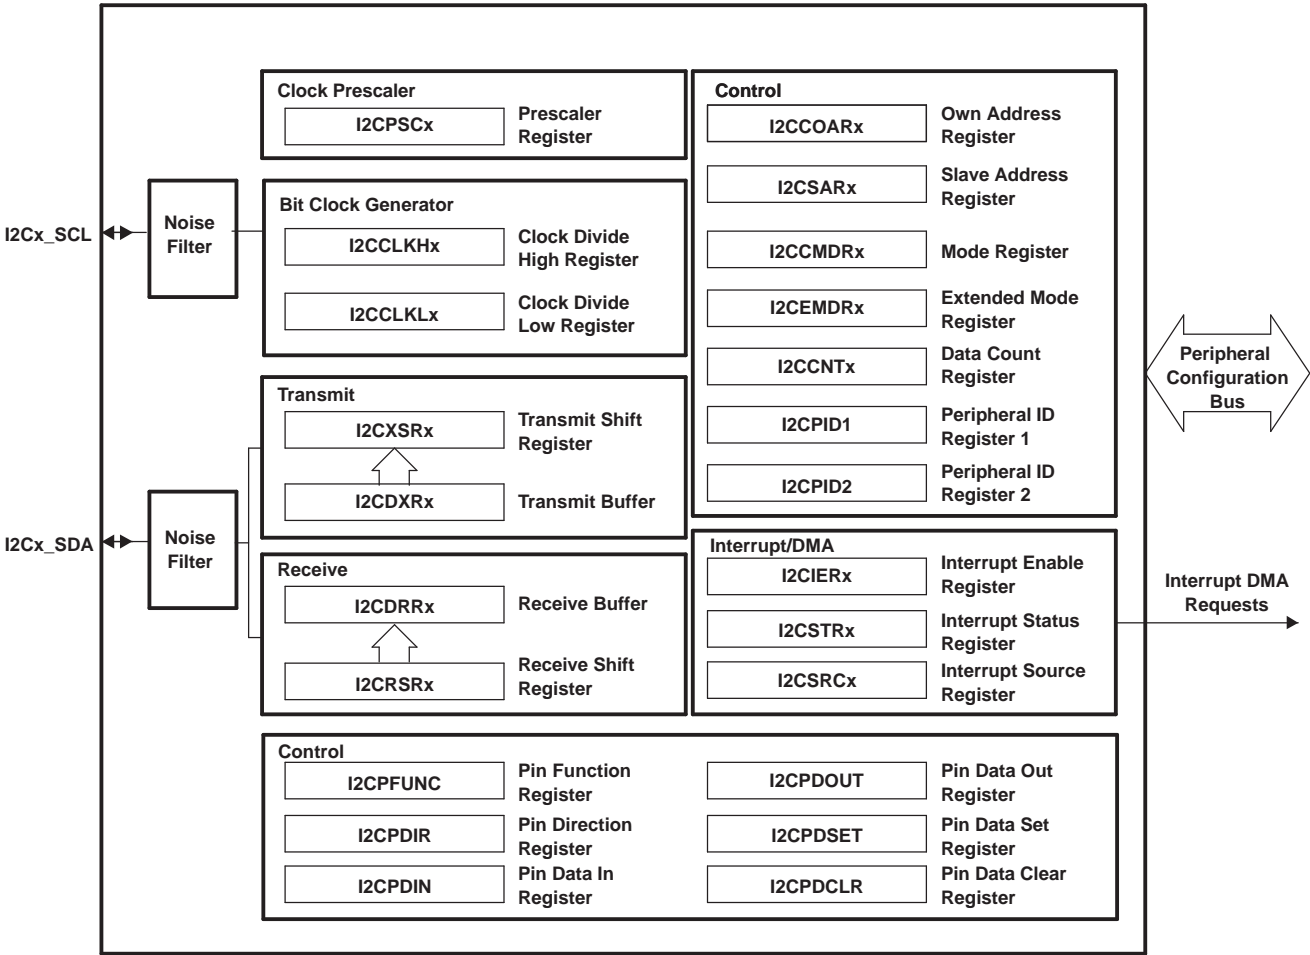 Clock Prescaler
I2CPSCx
Prescaler
Register
Bit Clock Generator
I2CCLKHx
Clock Divide
High Register
I2CCLKLx
Clock Divide
Low Register
I2Cx_SCL
Noise
Filter
Transmit
I2CXSRx
Transmit Shift
Register
I2CDXRx
Transmit Buffer
I2Cx_SDA
Noise
Filter
Receive
I2CDRRx
Receive Buffer
I2CRSRx
Receive Shift
Register
Control
I2CCOARx
Own Address
Register
I2CSARx
Slave Address
Register
I2CCMDRx
Mode Register
I2CEMDRx
Extended Mode
Register
I2CCNTx
Data Count
Register
I2CPID1
Peripheral ID
Register 1
I2CPID2
Peripheral ID
Register 2
Peripheral
Configuration
Bus
Interrupt/DMA
I2CIERx
Interrupt Enable
Register
I2CSTRx
Interrupt Status
Register
I2CSRCx
Interrupt Source
Register
Interrupt DMA
Requests
Control
I2CPFUNC
Pin Function
Register
I2CPDIR
Pin Direction
Register
I2CPDIN
Pin Data In
Register
I2CPDOUT
Pin Data Out
Register
I2CPDSET
Pin Data Set
Register
I2CPDCLR
Pin Data Clear
Register